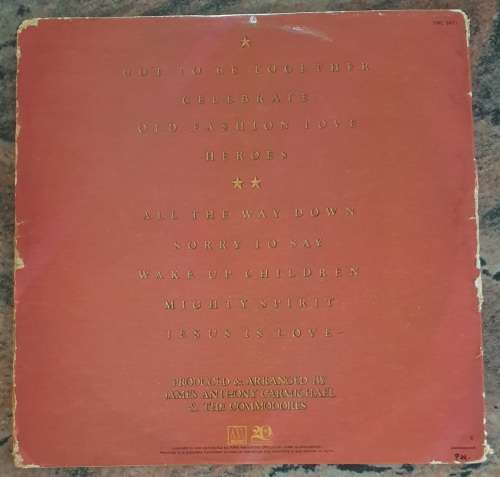 GOT TO BE TOGETHER
CELEBRATE
OLD-FASHION LOVE
HEROES
ALL THE WAY DOWN
SORRY TO SAY
WAKE UP CHILDREN
MIGHTY SPIRIT
JESUS IS LOVE
PRODUCED & ARRANGED BY
JAMES ANTHONY CARMICHAEL
& THE COMMODORES
M 20